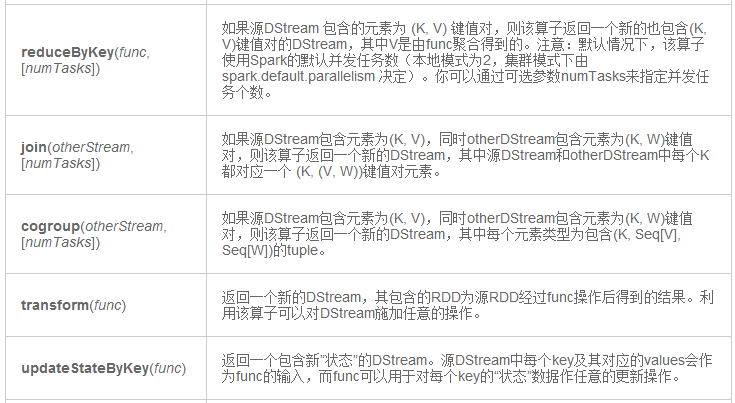 reduceByKey(func,
[numTasks])
如果源DStream 包含的元素为 (K, V) 键值对，则该算子返回一个新的也包含(K,
V)键值对的DStream，其中V是由func聚合得到的。注意：默认情况下，该算子
使用Spark的默认并发任务数（本地模式为2，集群模式下由
spark.default.parallelism 决定）。你可以通过可选参数numTasks来指定并发任
务个数。
join(otherStream,
[numTasks])
如果源DStream包含元素为(K, V)，同时otherDStream包含元素为(K, W)键值
对，则该算子返回一个新的DStream，其中源DStream和otherDStream中每个K
都对应一个 (K, (V, W))键值对元素。
cogroup(otherStream,
[numTasks])
如果源DStream包含元素为(K, V)，同时otherDStream包含元素为(K, W)键值
对，则该算子返回一个新的DStream，其中每个元素类型为包含(K, Seq[V],
Seq[W])的tuple。
transform(func)
返回一个新的DStream，其包含的RDD为源RDD经过func操作后得到的结果。利
用该算子可以对DStream施加任意的操作。
updateStateByKey(func)
返回一个包含新”状态”的DStream。源DStream中每个key及其对应的values会作
为func的输入，而func可以用于对每个key的“状态”数据作任意的更新操作。